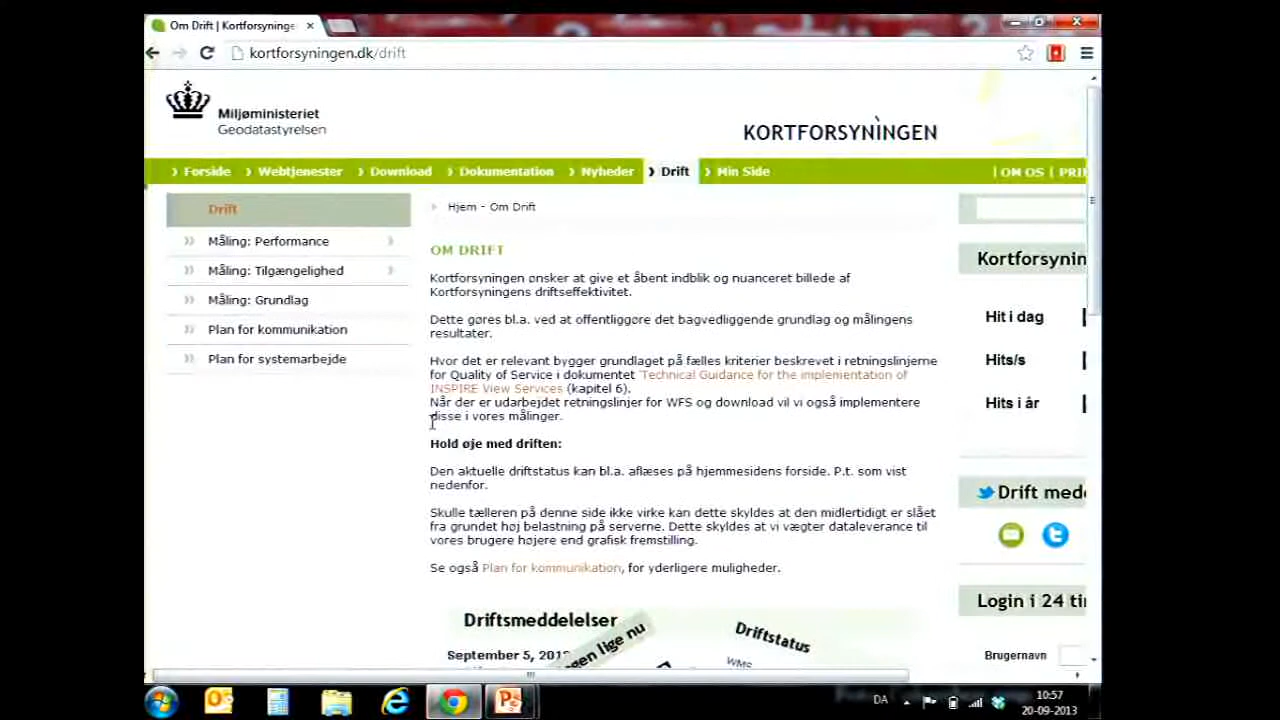 Om Drift | Kortforsyninge
kortforsyningen.dk/drift
Miljøministeriet
Geodatastyrelsen
KORTFORSYNINGEN
Forside
Webtjenester
Download
Dokumentation
Nyheder
Drift
Min Side
| OM OS |
Drift
Måling: Performance
Måling: Tilgængelighed
Måling: Grundlag
Plan for kommunikation
Plan for systemarbejde
Hjem - Om Drift
OM DRIFT
Kortforsyningen ønsker at give et åbent indblik og nuanceret billede af
Kortforsyningens driftseffektivitet.
Dette gøres bl.a. ved at offentliggøre det bagvedliggende grundlag og målingens
resultater.
Hvor det er relevant bygger grundlaget på fælles kriterier beskrevet i retningslinjerne
for Quality of Service i dokumentet 'Technical Guidance for the implementation of
INSPIRE View Services (kapitel 6).
Når der er udarbejdet retningslinjer for WFS og download vil vi også implementere
disse i vores målinger.
Hold øje med driften:
Den aktuelle driftstatus kan bl.a. aflæses på hjemmesidens forside. P.t. som vist
nedenfor.
Skulle tælleren på denne side ikke virke kan dette skyldes at den midlertidigt er slået
fra grundet høj belastning på serverne. Dette skyldes at vi vægter dataleverance til
vores brugere højere end grafisk fremstilling.
Se også Plan for kommunikation, for yderligere muligheder.
Driftsmeddelelser
September 5, 201
gen lige nu
Driftstatus
WMS
Kortforsynin
Hit i dag
Hits/s
Hits i år
Drift med
Login i 24 ti
Brugernavn
DA
10:57
20-09-2013